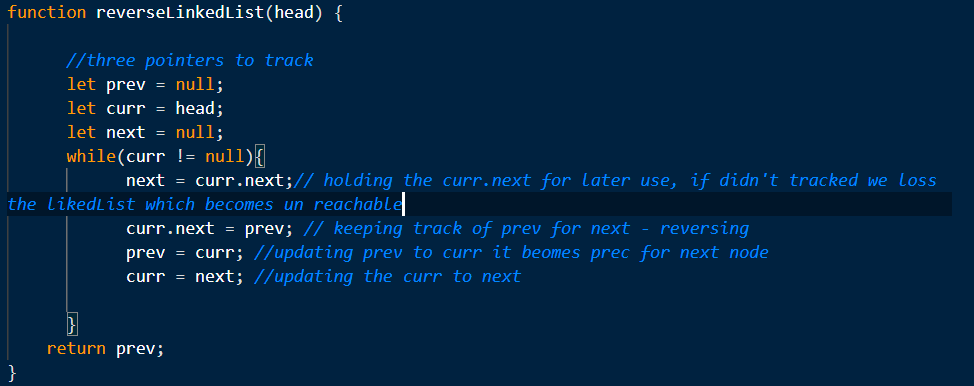 function reverseLinkedList(head) {
//three pointers to track
let prev = null;
let curr = head;
let next = null;
while(curr != null){
next = curr.next;// holding the curr.next for later use, if didn't tracked we loss
the likedList which becomes un reachable
curr.next = prev; // keeping track of prev for next - reversing
prev = curr; //updating prev to curr it beomes prec for next node
curr = next; //updating the curr to next
}
return prev;
}